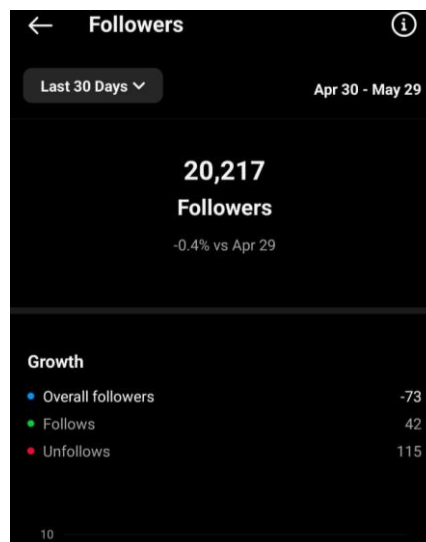 Followers
Last 30 Days
Apr 30 - May 29
20,217
Followers
-0.4% vs Apr 29
Growth
Overall followers -73
Follows 42
Unfollows 115
10